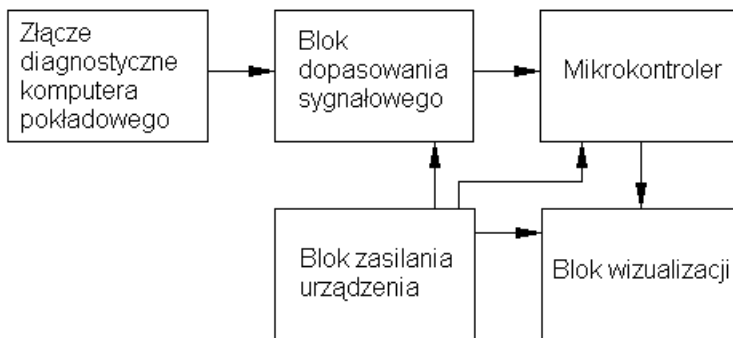 Złącze
diagnostyczne
komputera
pokładowego
Blok
dopasowania
sygnałowego
Mikrokontroler
Blok zasilania
urządzenia
Blok wizualizacji